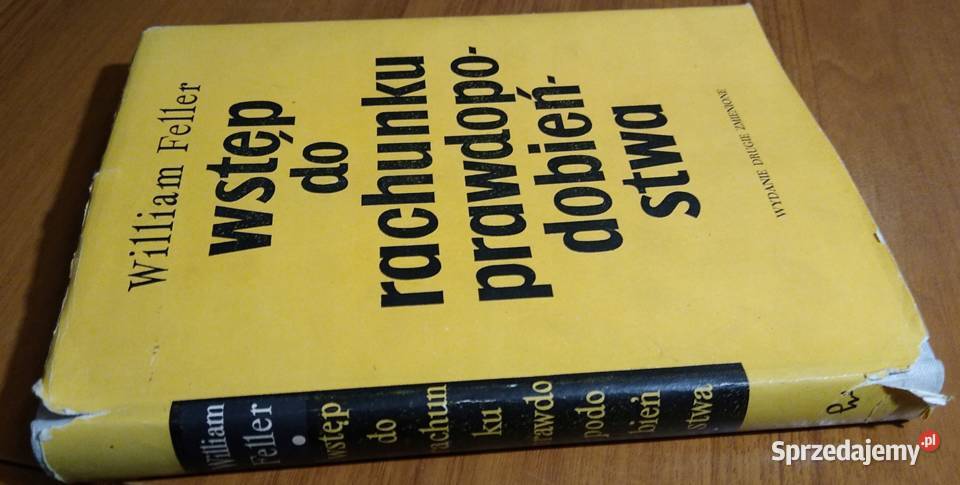 William Feller
wstęp
do
rachunku
prawdopo-
dobień-
stwa
WYDANIE DRUGIE ZMIENIONE
William
Feller
wstęp
do
rachun
ku
prawdo
podo
bień
stwa
Sprzedajemy.pl